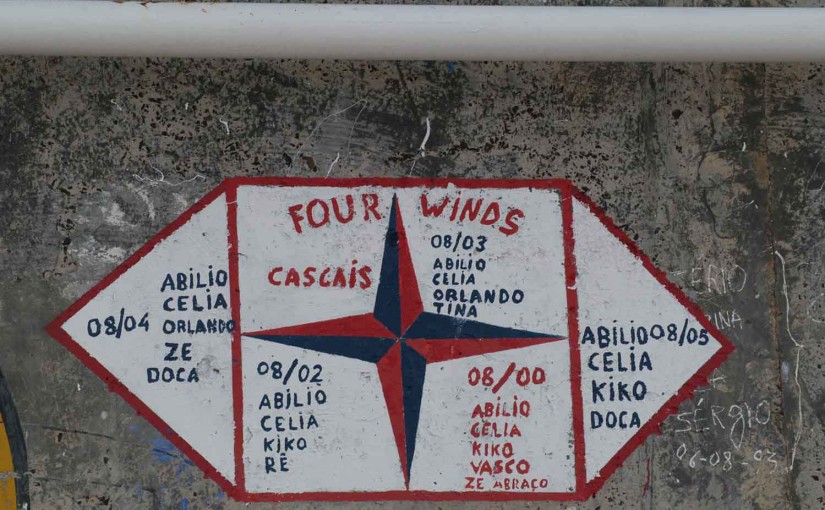 FOUR WINDS
CASCAIS
08/03
ABILIO
CELIA
ORLANDO
TINA
08/04
ABILIO
CELIA
ORLANDO
ZE
DOCA
08/02
ABILIO
CELIA
KIKO
RÊ
08/00
ABILIO
CELIA
KIKO
VASCO
ZE ABRAÇO
08/05
ABILIO
CELIA
KIKO
DOCA
SÉRGIO
06-08-03